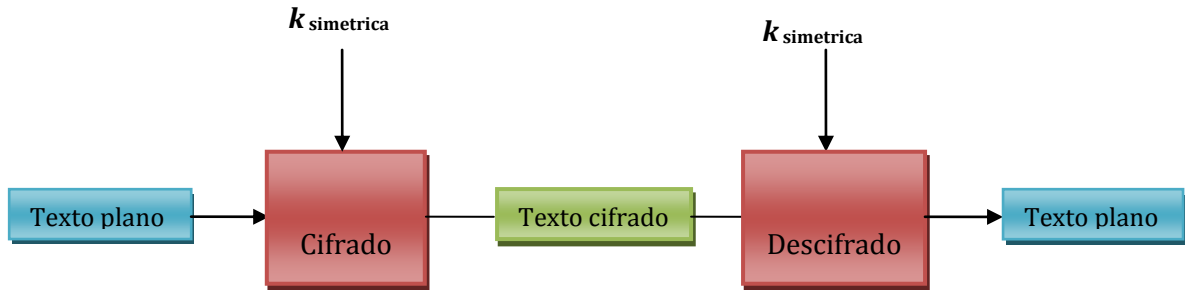 k simetrica
k simetrica
Texto plano
Cifrado
Texto cifrado
Descifrado
Texto plano